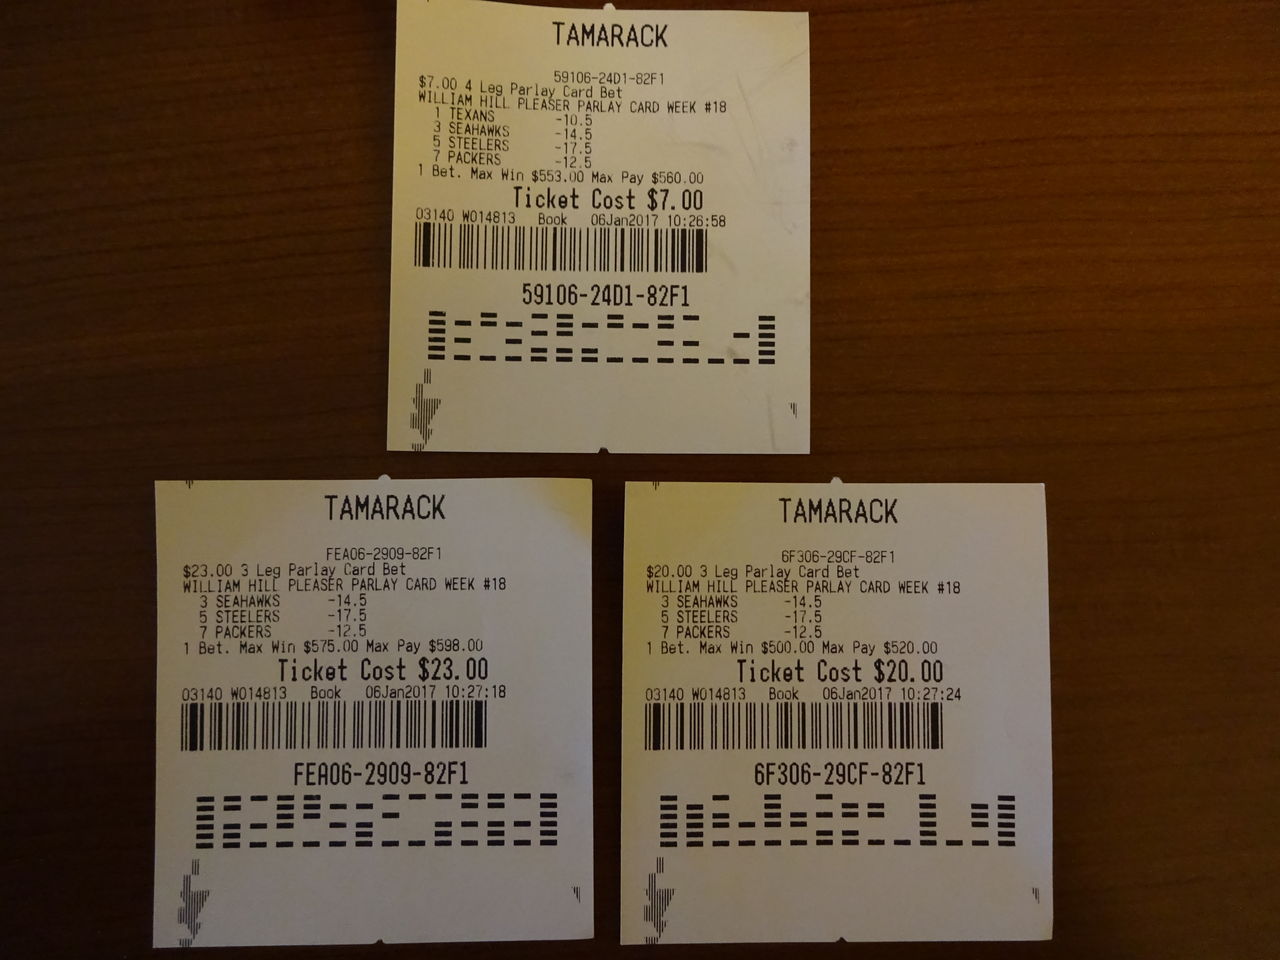 TAMARACK
59106-24D1-82F1
$7.00 4 Leg Parlay Card Bet
WILLIAM HILL PLEASER PARLAY CARD WEEK #18
1 TEXANS -10.5
3 SEAHAWKS -14.5
5 STEELERS -17.5
7 PACKERS -12.5
1 Bet. Max Win $553.00 Max Pay $560.00
Ticket Cost $7.00
03140 W014813 Book 06Jan2017 10:26:58
59106-24D1-82F1
TAMARACK
FEA06-2909-82F1
$23.00 3 Leg Parlay Card Bet
WILLIAM HILL PLEASER PARLAY CARD WEEK #18
3 SEAHAWKS -14.5
5 STEELERS -17.5
7 PACKERS -12.5
1 Bet. Max Win $575.00 Max Pay $598.00
Ticket Cost $23.00
03140 W014813 Book 06Jan2017 10:27:18
FEA06-2909-82F1
TAMARACK
6F306-29CF-82F1
$20.00 3 Leg Parlay Card Bet
WILLIAM HILL PLEASER PARLAY CARD WEEK #18
3 SEAHAWKS -14.5
5 STEELERS -17.5
7 PACKERS -12.5
1 Bet. Max Win $500.00 Max Pay $520.00
Ticket Cost $20.00
03140 W014813 Book 06Jan2017 10:27:24
6F306-29CF-82F1